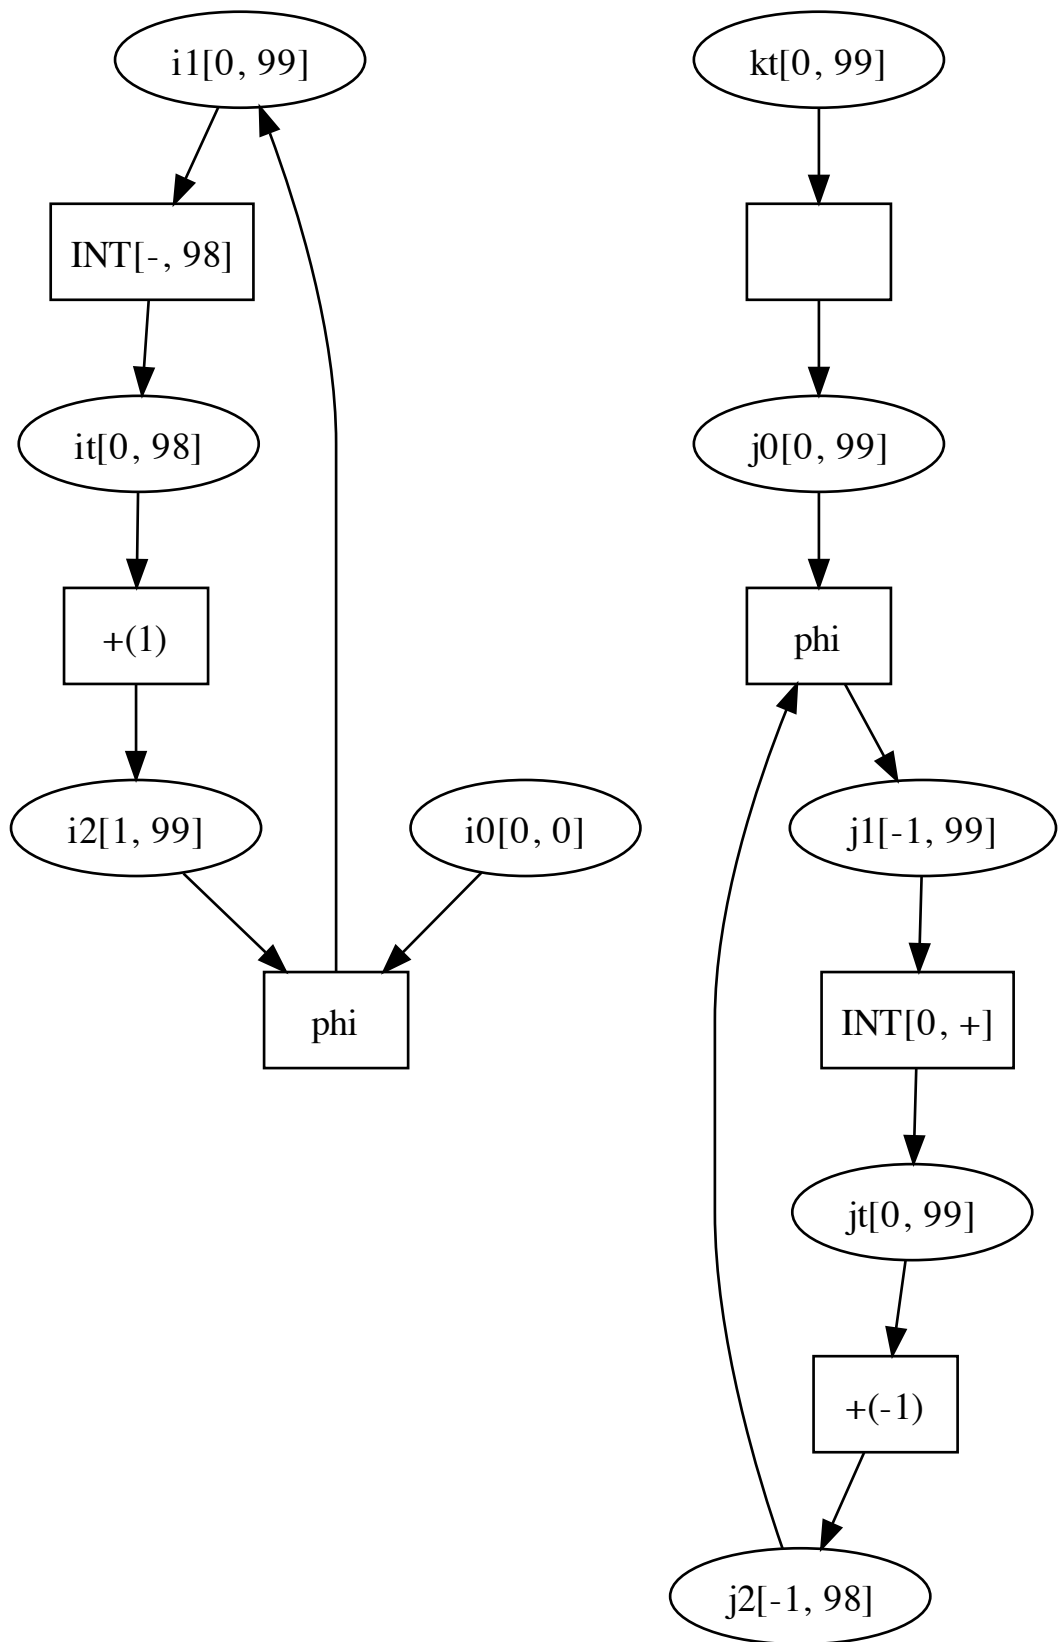 i1[0, 99]
kt[0, 99]
INT[-, 98]
it[0, 98]
j0[0, 99]
+(1)
phi
i2[1, 99]
i0[0, 0]
j1[-1, 99]
phi
INT[0, +]
jt[0, 99]
+(-1)
j2[-1, 98]